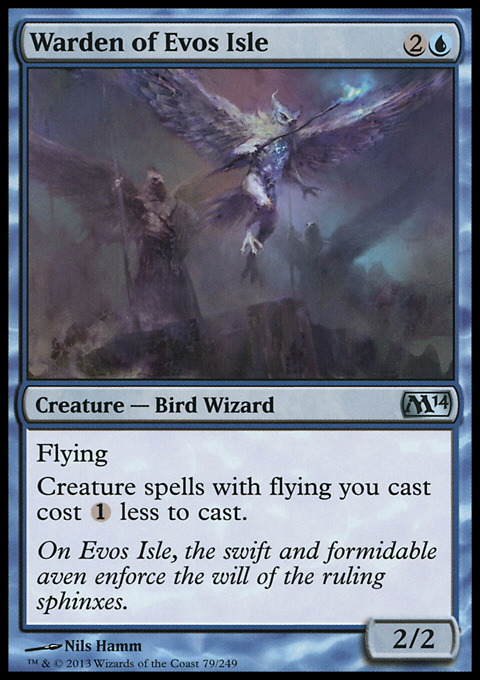 Warden of Evos Isle 2
Creature — Bird Wizard M14
Flying
Creature spells with flying you cast
cost 1 less to cast.
On Evos Isle, the swift and formidable
aven enforce the will of the ruling
sphinxes.
2/2
Nils Hamm
™ & © 2013 Wizards of the Coast 79/249